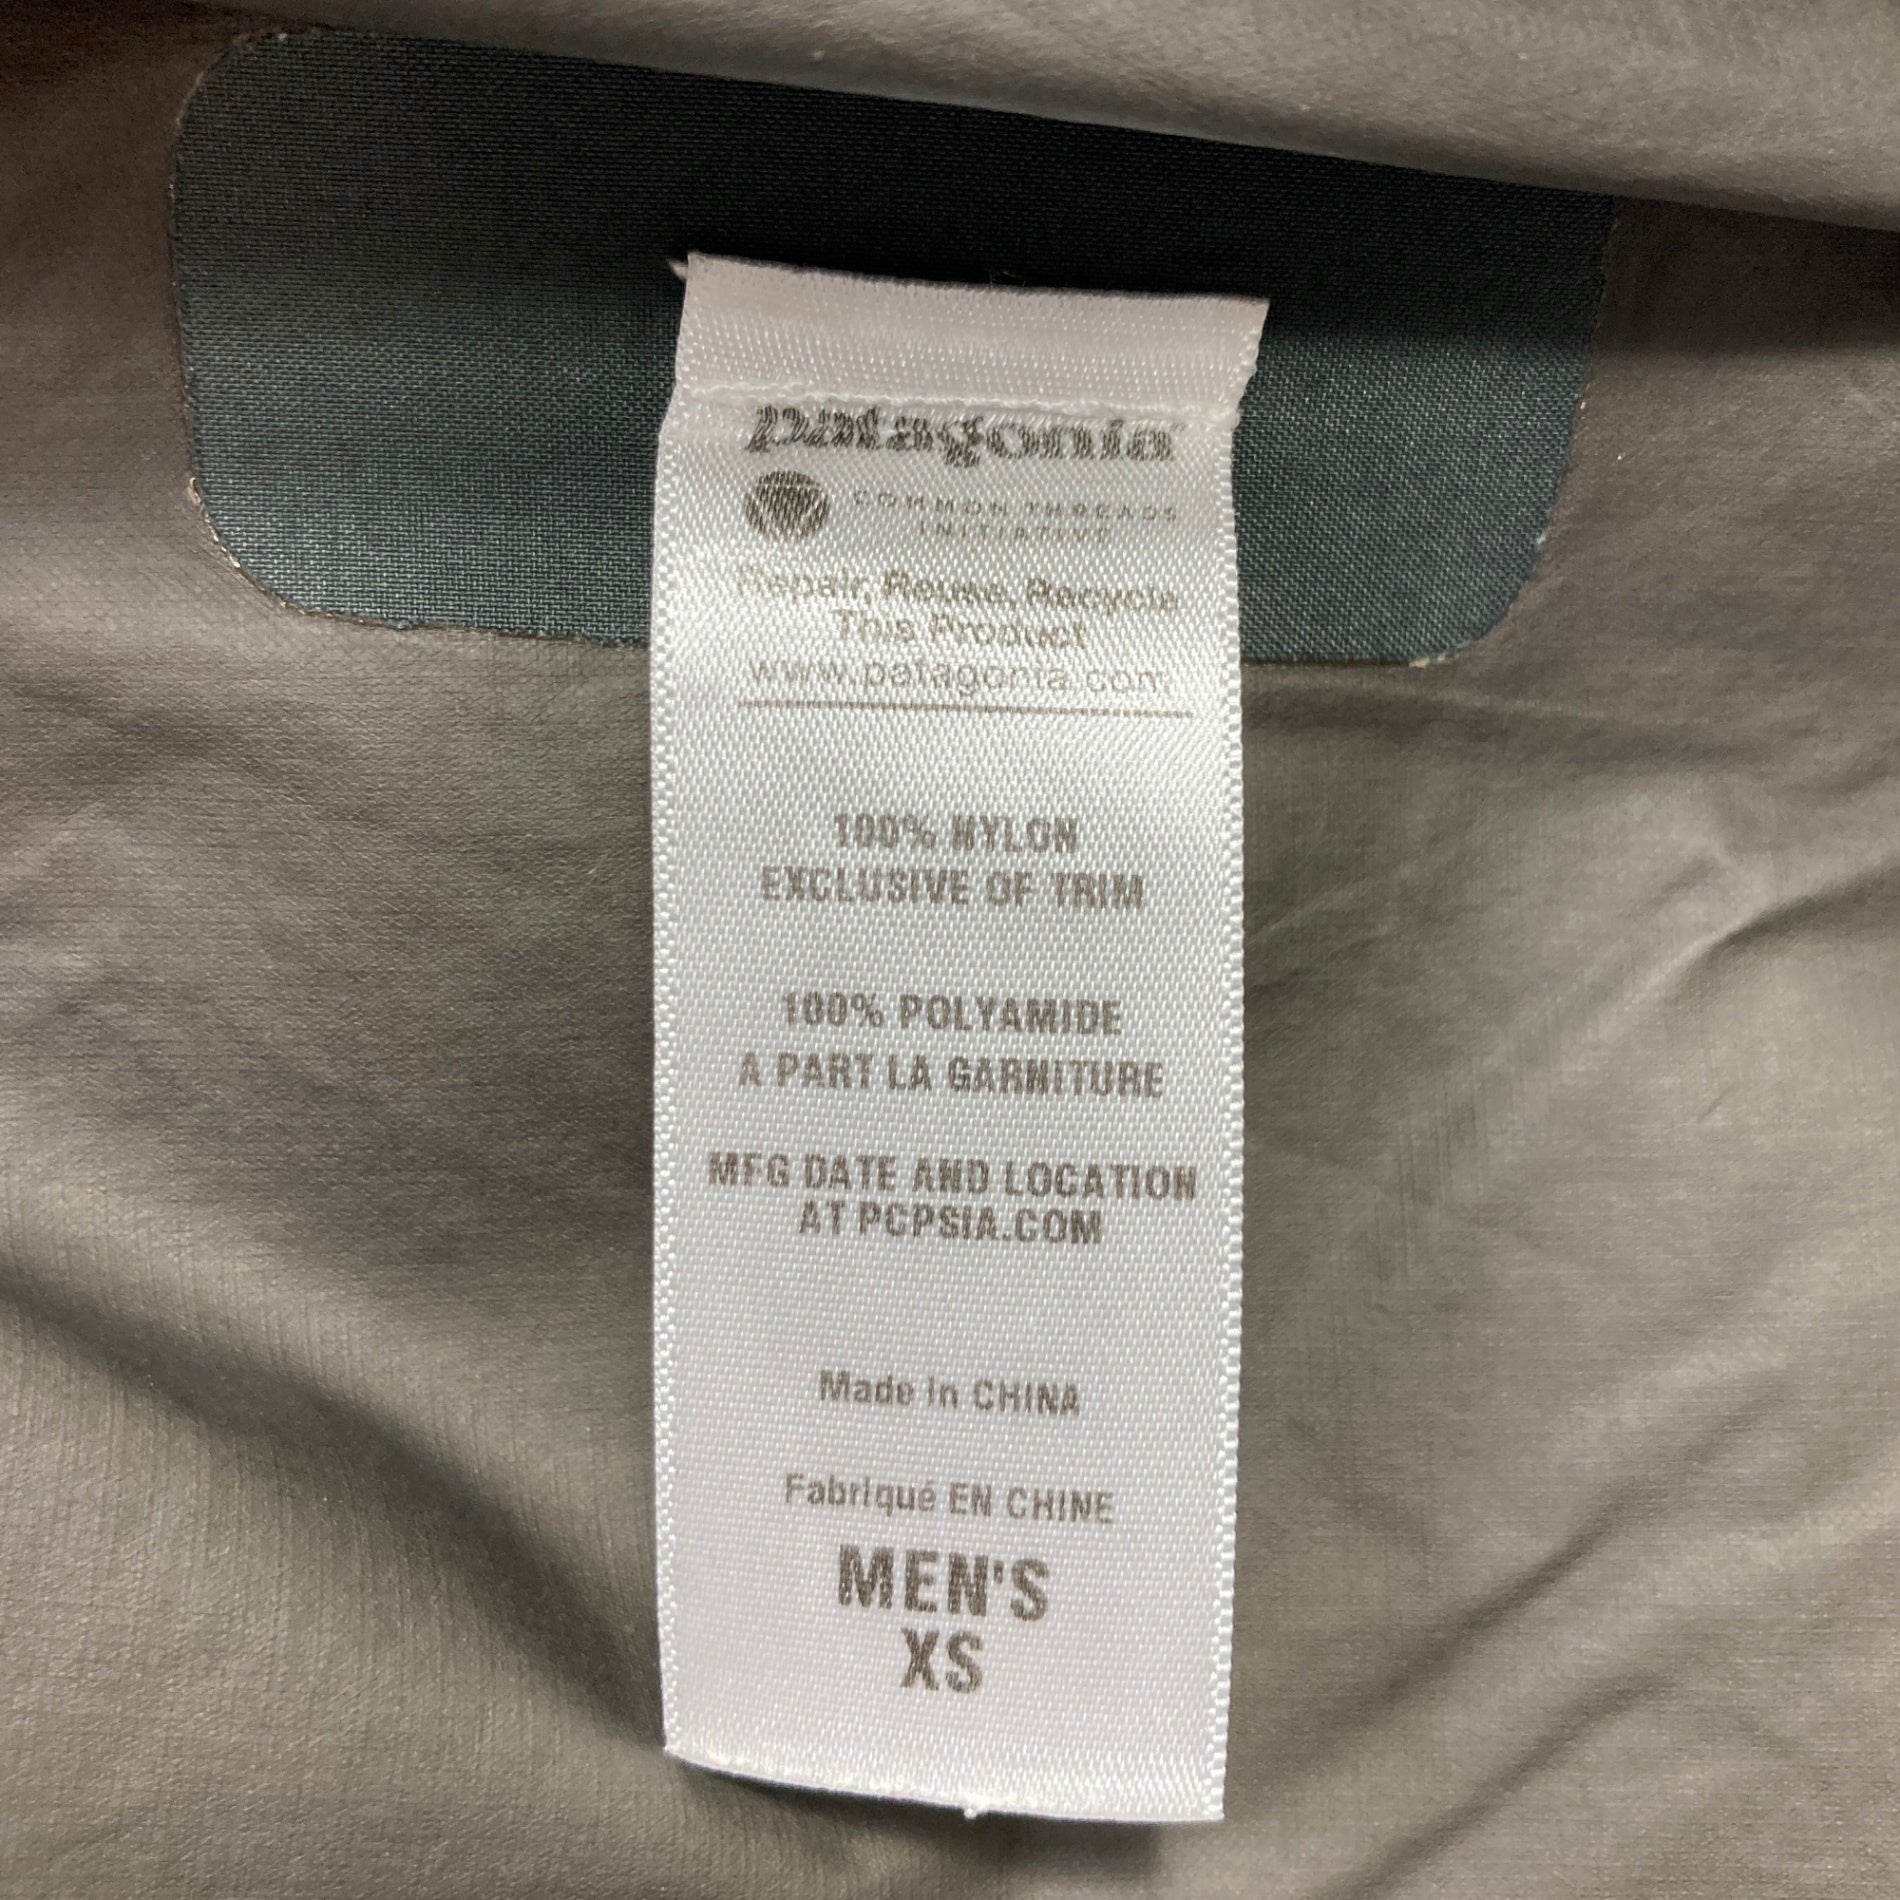 patagonia
COMMON THREADS
INITIATIVE
Repair, Reuse, Recycle
This Product
www.patagonia.com
100% NYLON
EXCLUSIVE OF TRIM
100% POLYAMIDE
A PART LA GARNITURE
MFG DATE AND LOCATION
AT PCPSIA.COM
Made in CHINA
Fabriqué EN CHINE
MEN'S
XS